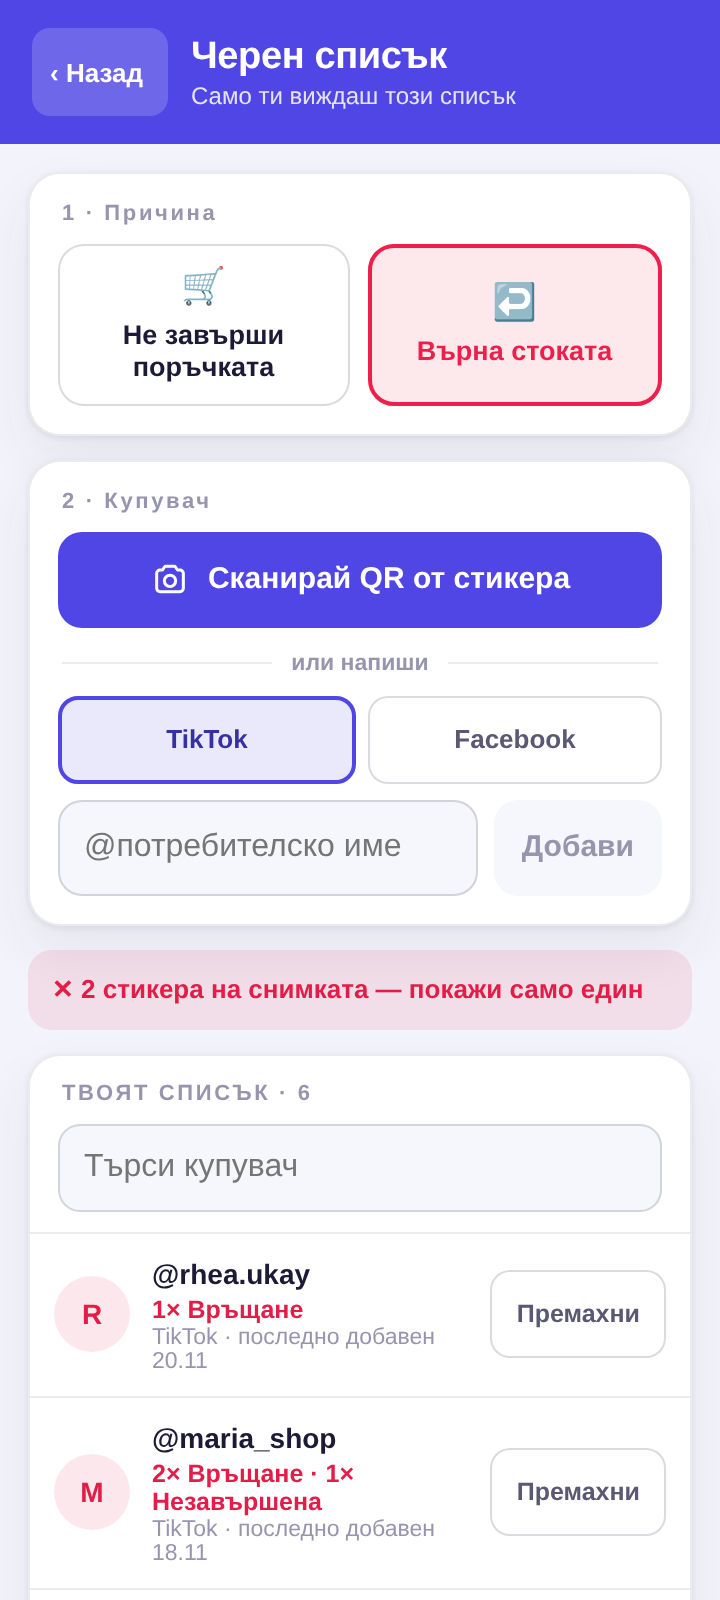 ‹ Назад
Черен списък
Само ти виждаш този списък
1 · Причина
Не завърши
поръчката
Върна стоката
2 · Купувач
Сканирай QR от стикера
или напиши
TikTok
Facebook
@потребителско име
Добави
✕ 2 стикера на снимката — покажи само един
ТВОЯТ СПИСЪК · 6
Търси купувач
R
@rhea.ukay
1× Връщане
TikTok · последно добавен
20.11
Премахни
M
@maria_shop
2× Връщане · 1×
Незавършена
TikTok · последно добавен
18.11
Премахни